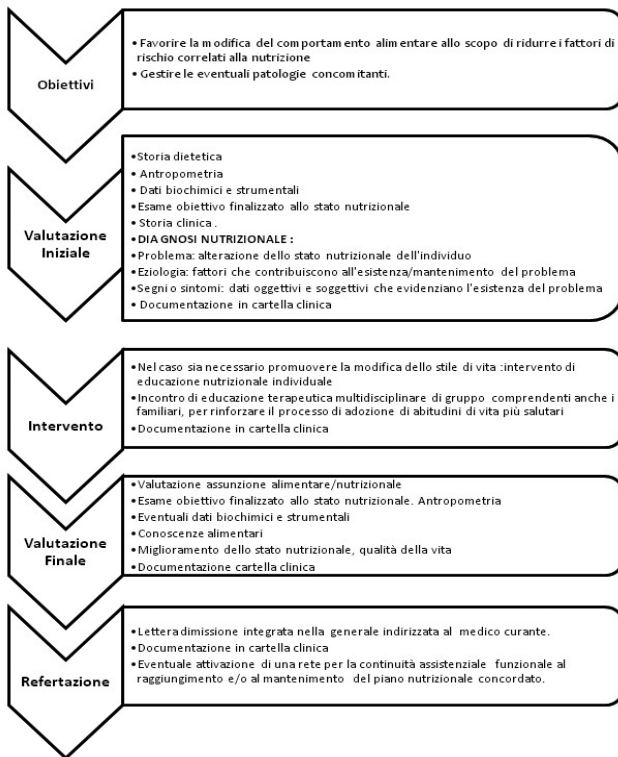 Obiettivi
• Favorire la modifica del comportamento alimentare allo scopo di ridurre i fattori di
rischio correlati alla nutrizione
• Gestire le eventuali patologie concomitanti.
Valutazione
Iniziale
• Storia dietetica
• Antropometria
• Dati biochimici e strumentali
• Esame obiettivo finalizzato allo stato nutrizionale
• Storia clinica .
• DIAGNOSI NUTRIZIONALE :
• Problema: alterazione dello stato nutrizionale dell'individuo
• Eziologia: fattori che contribuiscono all'esistenza/mantenimento del problema
• Segni o sintomi: dati oggettivi e soggettivi che evidenziano l'esistenza del problema
• Documentazione in cartella clinica
Intervento
• Nel caso sia necessario promuovere la modifica dello stile di vita :intervento di
educazione nutrizionale individuale
• Incontro di educazione terapeutica multidisciplinare di gruppo comprendenti anche i
familiari, per rinforzare il processo di adozione di abitudini di vita più salutari
• Documentazione in cartella clinica
Valutazione
Finale
• Valutazione assunzione alimentare/nutrizionale
• Esame obiettivo finalizzato allo stato nutrizionale. Antropometria
• Eventuali dati biochimici e strumentali
• Conoscenze alimentari
• Miglioramento dello stato nutrizionale, qualità della vita
• Documentazione cartella clinica
Refertazione
• Lettera dimissione integrata nella generale indirizzata al medico curante.
• Documentazione in cartella clinica
• Eventuale attivazione di una rete per la continuità assistenziale funzionale al
raggiungimento e/o al mantenimento del piano nutrizionale concordato.